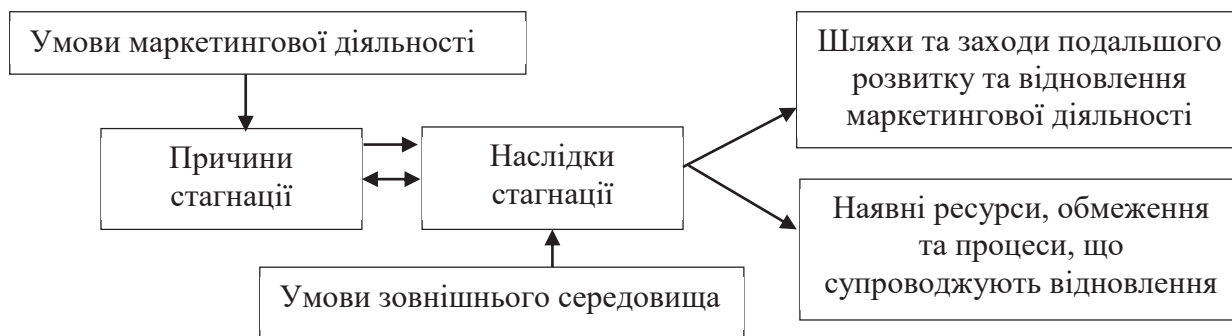 Умови маркетингової діяльності
Шляхи та заходи подальшого
розвитку та відновлення
маркетингової діяльності
Причини
стагнації
Наслідки
стагнації
Наявні ресурси, обмеження
та процеси, що
супроводжують відновлення
Умови зовнішнього середовища